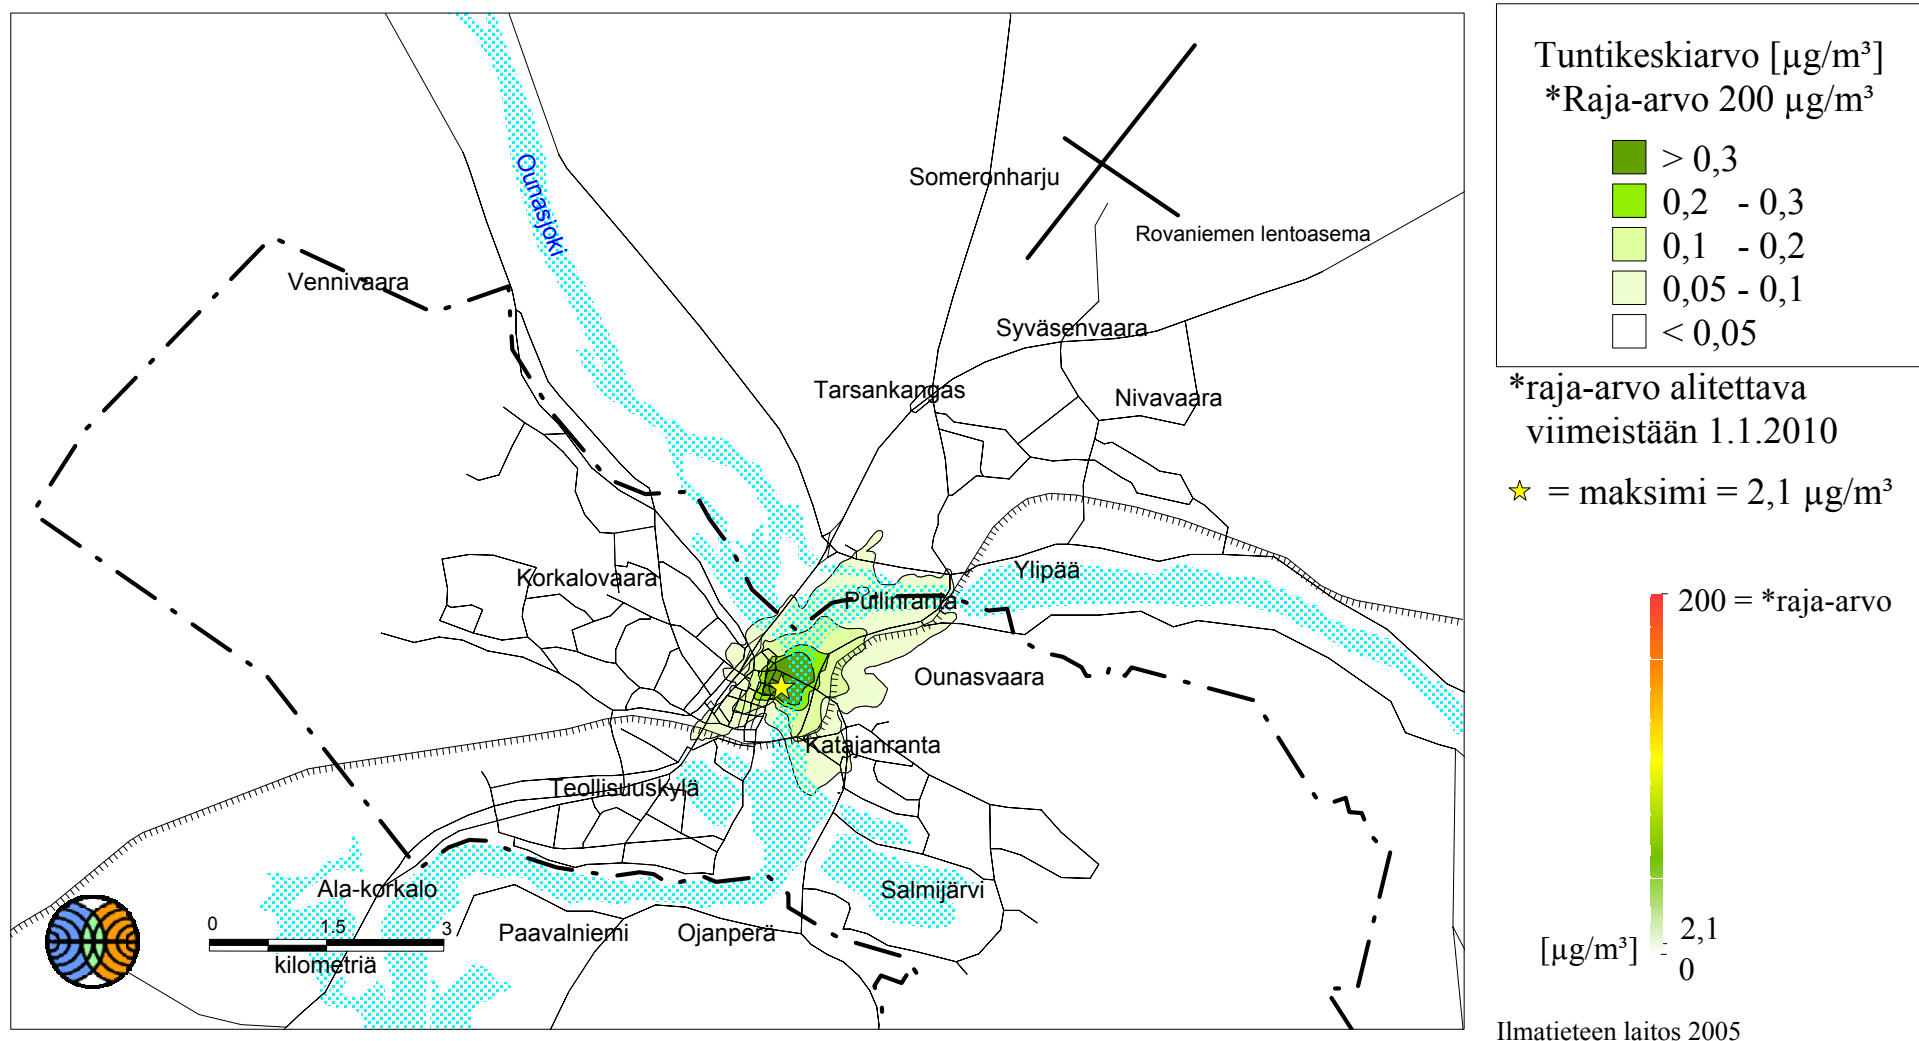 Ounasjoki
Someronharju
Rovaniemen lentoasema
Vennivaara
Syväsenvaara
Tarsankangas
Nivavaara
Korkalovaara
Ylipää
Pullinranta
Ounasvaara
Katajanranta
Teollisuuskylä
Ala-korkalo
Salmijärvi
Paavalniemi
Ojanperä
0 1.5 3
kilometriä
Tuntikeskiarvo [µg/m³]
*Raja-arvo 200 µg/m³
> 0,3
0,2 - 0,3
0,1 - 0,2
0,05 - 0,1
< 0,05
*raja-arvo alitettava
viimeistään 1.1.2010
= maksimi = 2,1 µg/m³
200 = *raja-arvo
2,1
[µg/m³]
0
Ilmatieteen laitos 2005